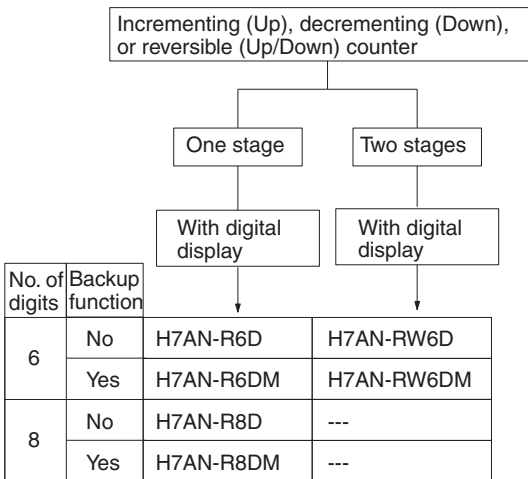 Incrementing (Up), decrementing (Down),
or reversible (Up/Down) counter
One stage
Two stages
With digital
display
With digital
display
No. of
digits
Backup
function
6
No
H7AN-R6D
H7AN-RW6D
Yes
H7AN-R6DM
H7AN-RW6DM
8
No
H7AN-R8D
---
Yes
H7AN-R8DM
---